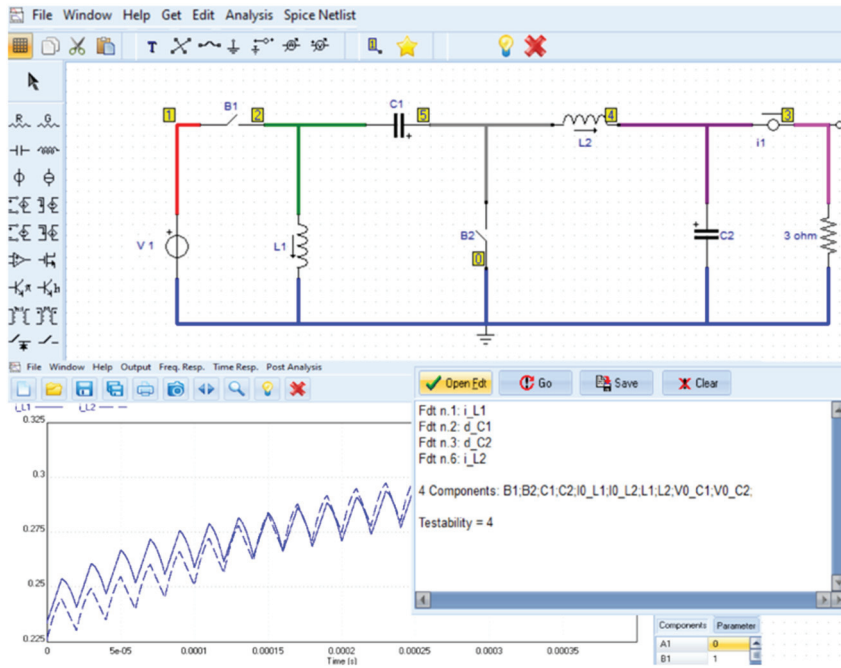 File Window Help Get Edit Analysis Spice Netlist
T
R G
1 B1 2 C1 5 4 3
L2 i1
V 1 L1 B2 C2 3 ohm
0
File Window Help Output Freq. Resp. Time Resp. Post Analysis
Open Fdt Go Save Clear
i_L1 i_L2
Fdt n.1: i_L1
Fdt n.2: d_C1
Fdt n.3: d_C2
Fdt n.6: i_L2
4 Components: B1;B2;C1;C2;I0_L1;I0_L2;L1;L2;V0_C1;V0_C2;
Testability = 4
0.325
0.3
0.275
0.25
0.225
0 5e-05 0.0001 0.00015 0.0002 0.00025 0.0003 0.00035
Time (s)
Components Parameter
A1 0
B1 1